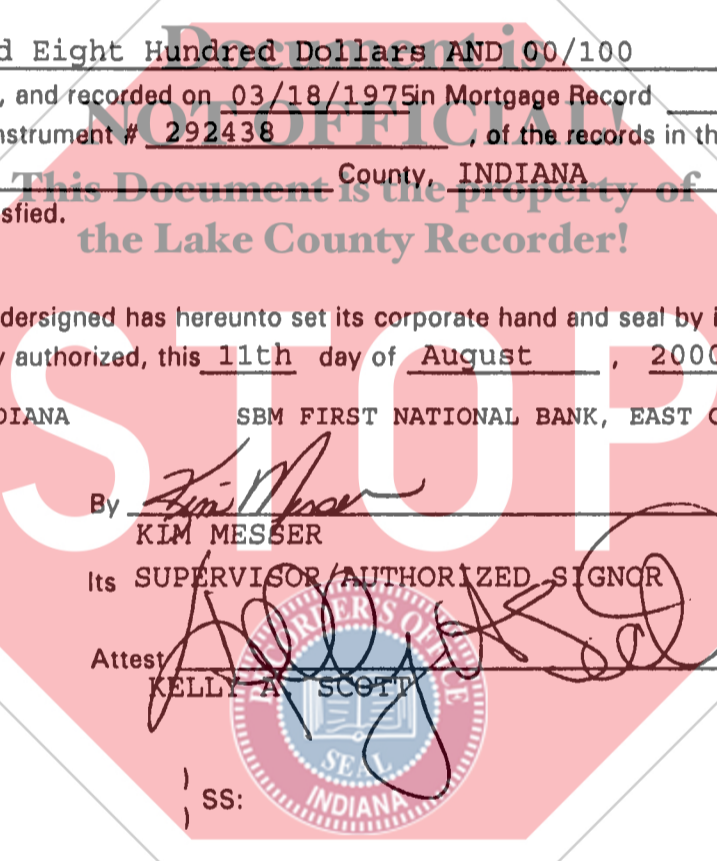 Document is
d Eight Hundred Dollars AND 00/100
, and recorded on 03/18/1975in Mortgage Record
NOT OFFICIAL!
nstrument # 292438 , of the records in th
This Document is the property of
County, INDIANA
sfied.
the Lake County Recorder!
dersigned has hereunto set its corporate hand and seal by i
y authorized, this 11th day of August , 2000
STOP
DIANA SBM FIRST NATIONAL BANK, EAST C
By Kim Messer
KIM MESSER
Its SUPERVISOR/AUTHORIZED SIGNOR
Attest Kelly A Scott
KELLY A. SCOTT
RECORDER'S OFFICE
SEAL
INDIANA
) SS:
)